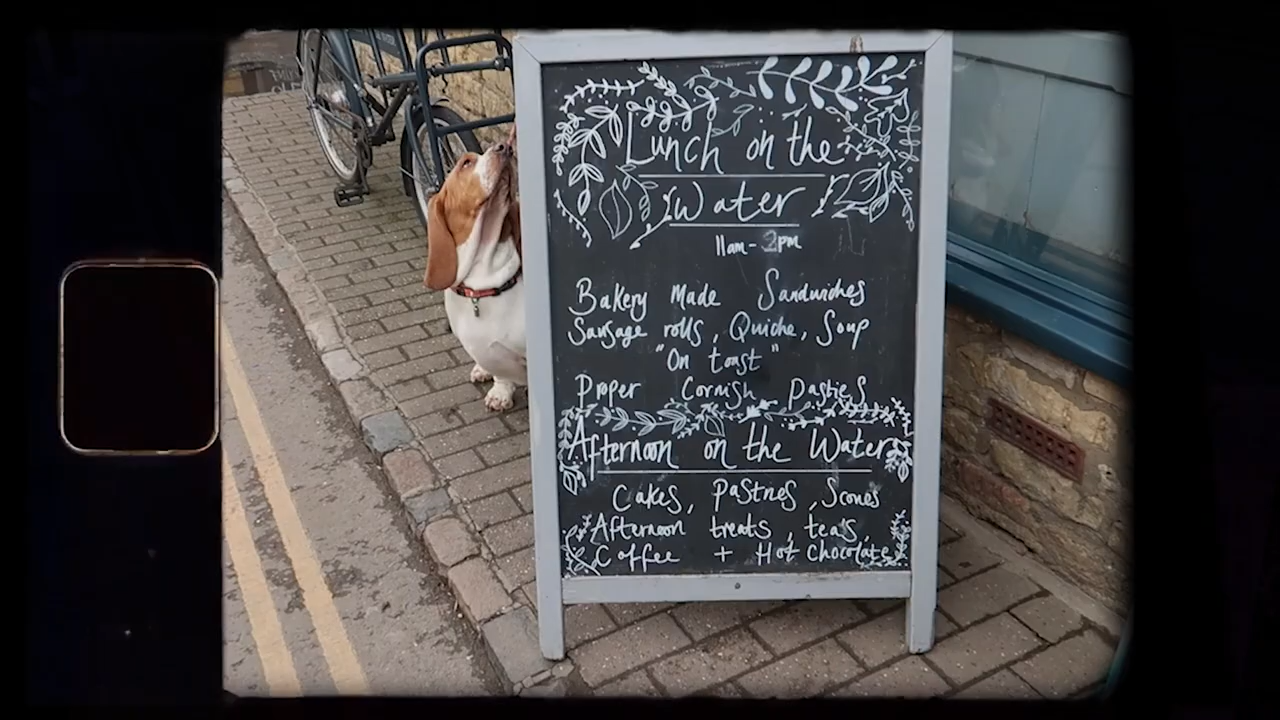 Lunch on the
Water
11am - 2pm
Bakery Made Sandwiches
Sausage rolls, Quiche, Soup
"On toast"
Proper Cornish Pasties
Afternoon on the Water
Cakes, Pastries, Scones
Afternoon treats, teas
Coffee + Hot Chocolate